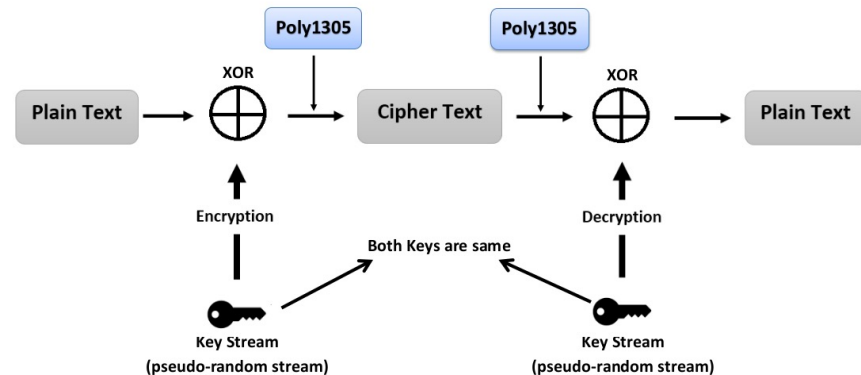 Poly1305
Poly1305
XOR
XOR
Plain Text
Cipher Text
Plain Text
Encryption
Decryption
Both Keys are same
Key Stream
(pseudo-random stream)
Key Stream
(pseudo-random stream)